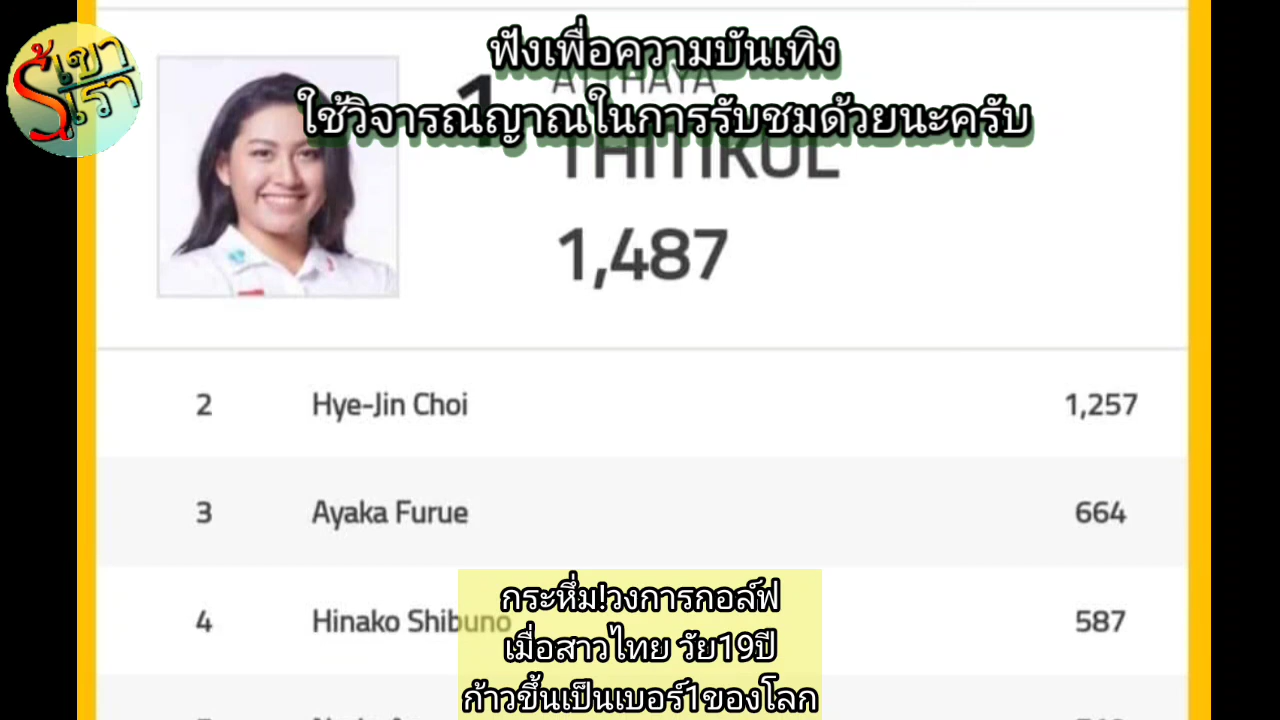 รู้เขา
รู้เรา
ฟังเพื่อความบันเทิง
ใช้วิจารณญาณในการรับชมด้วยนะครับ
1
ATTHAYA
THITIKUL
1,487
2 Hye-Jin Choi 1,257
3 Ayaka Furue 664
4 Hinako Shibuno 587
กระหึ่ม!วงการกอล์ฟ
เมื่อสาวไทย วัย19ปี
ก้าวขึ้นเป็นเบอร์1ของโลก